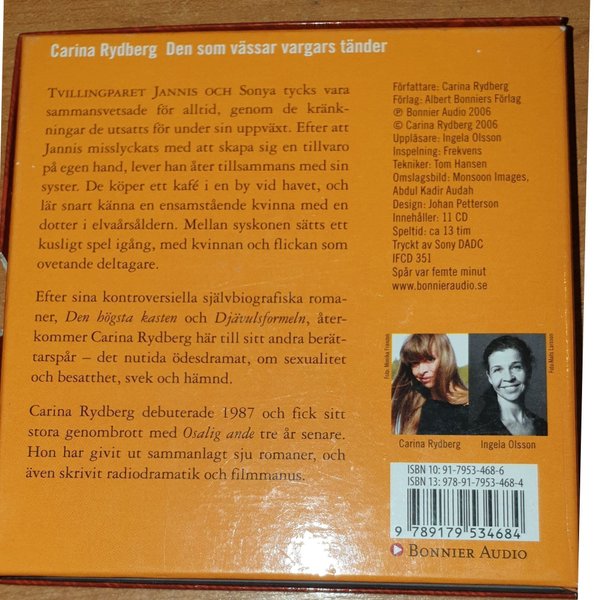 Carina Rydberg Den som vässar vargars tänder
TVILLINGPARET JANNIS OCH Sonya tycks vara
sammansvetsade för alltid, genom de kränk-
ningar de utsatts för under sin uppväxt. Efter att
Jannis misslyckats med att skapa sig en tillvaro
på egen hand, lever han åter tillsammans med sin
syster. De köper ett kafé i en by vid havet, och
lär snart känna en ensamstående kvinna med en
dotter i elvaårsåldern. Mellan syskonen sätts ett
kusligt spel igång, med kvinnan och flickan som
ovetande deltagare.
Efter sina kontroversiella självbiografiska roma-
ner, Den högsta kasten och Djävulsformeln, åter-
kommer Carina Rydberg här till sitt andra berät-
tarspår – det nutida ödesdramat, om sexualitet
och besatthet, svek och hämnd.
Carina Rydberg debuterade 1987 och fick sitt
stora genombrott med Osalig ande tre år senare.
Hon har givit ut sammanlagt sju romaner, och
även skrivit radiodramatik och filmmanus.
Författare: Carina Rydberg
Förlag: Albert Bonniers Förlag
℗ Bonnier Audio 2006
© Carina Rydberg 2006
Uppläsare: Ingela Olsson
Inspelning: Frekvens
Tekniker: Tom Hansen
Omslagsbild: Monsoon Images,
Abdul Kadir Audah
Design: Johan Petterson
Innehåller: 11 CD
Speltid: ca 13 tim
Tryckt av Sony DADC
IFCD 351
Spår var femte minut
www.bonnieraudio.se
Carina Rydberg
Ingela Olsson
ISBN 10: 91-7953-468-6
ISBN 13: 978-91-7953-468-4
9 789179 534684
BONNIER AUDIO